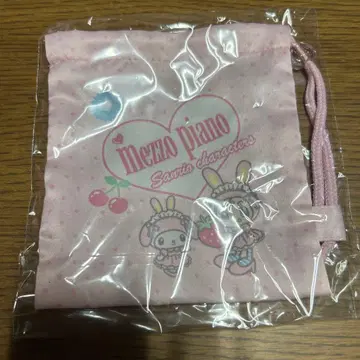 mezzo piano
Sanrio characters